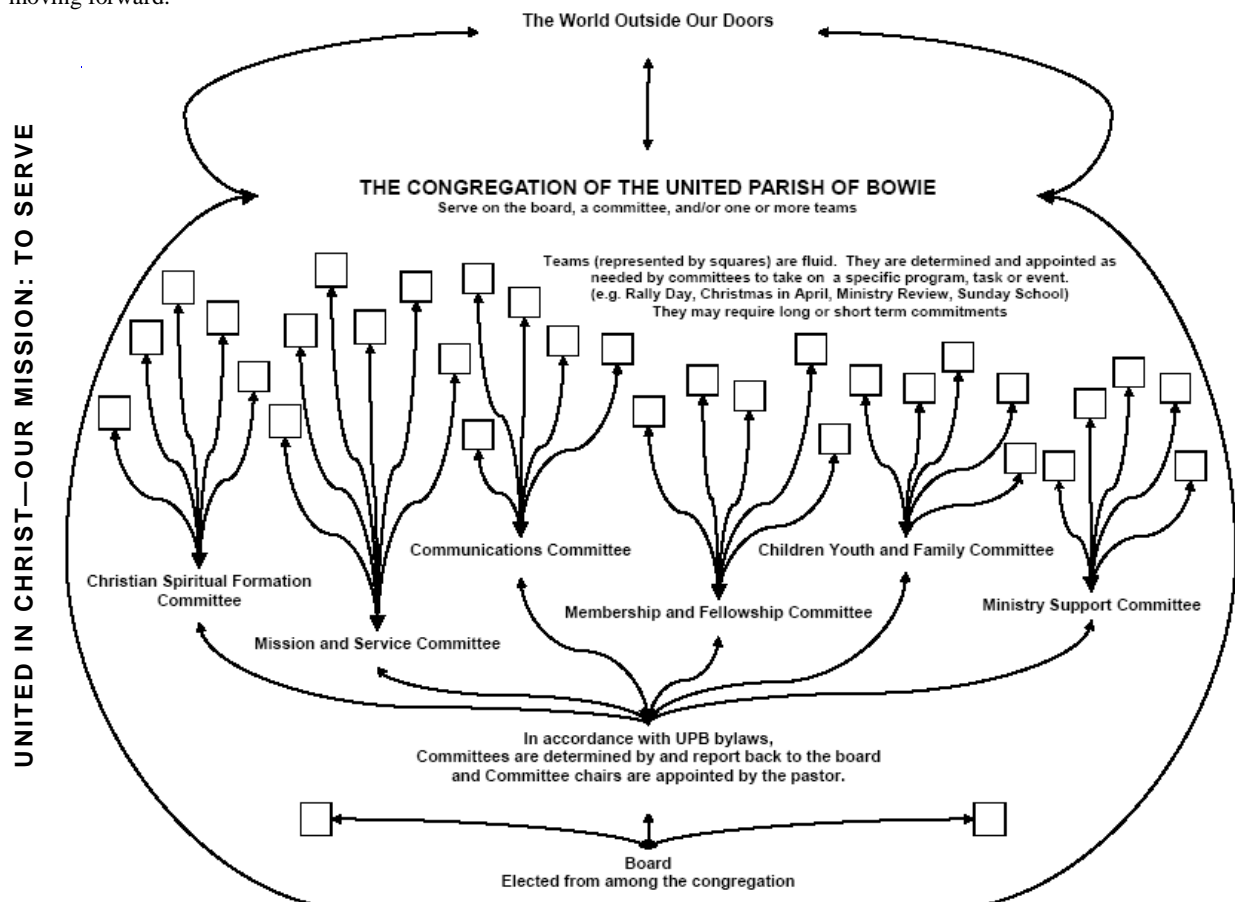 moving forward.
The World Outside Our Doors
UNITED IN CHRIST—OUR MISSION: TO SERVE
THE CONGREGATION OF THE UNITED PARISH OF BOWIE
Serve on the board, a committee, and/or one or more teams
Teams (represented by squares) are fluid. They are determined and appointed as
needed by committees to take on a specific program, task or event.
(e.g. Rally Day, Christmas in April, Ministry Review, Sunday School)
They may require long or short term commitments
Communications Committee
Children Youth and Family Committee
Christian Spiritual Formation
Committee
Membership and Fellowship Committee
Ministry Support Committee
Mission and Service Committee
In accordance with UPB bylaws,
Committees are determined by and report back to the board
and Committee chairs are appointed by the pastor.
Board
Elected from among the congregation